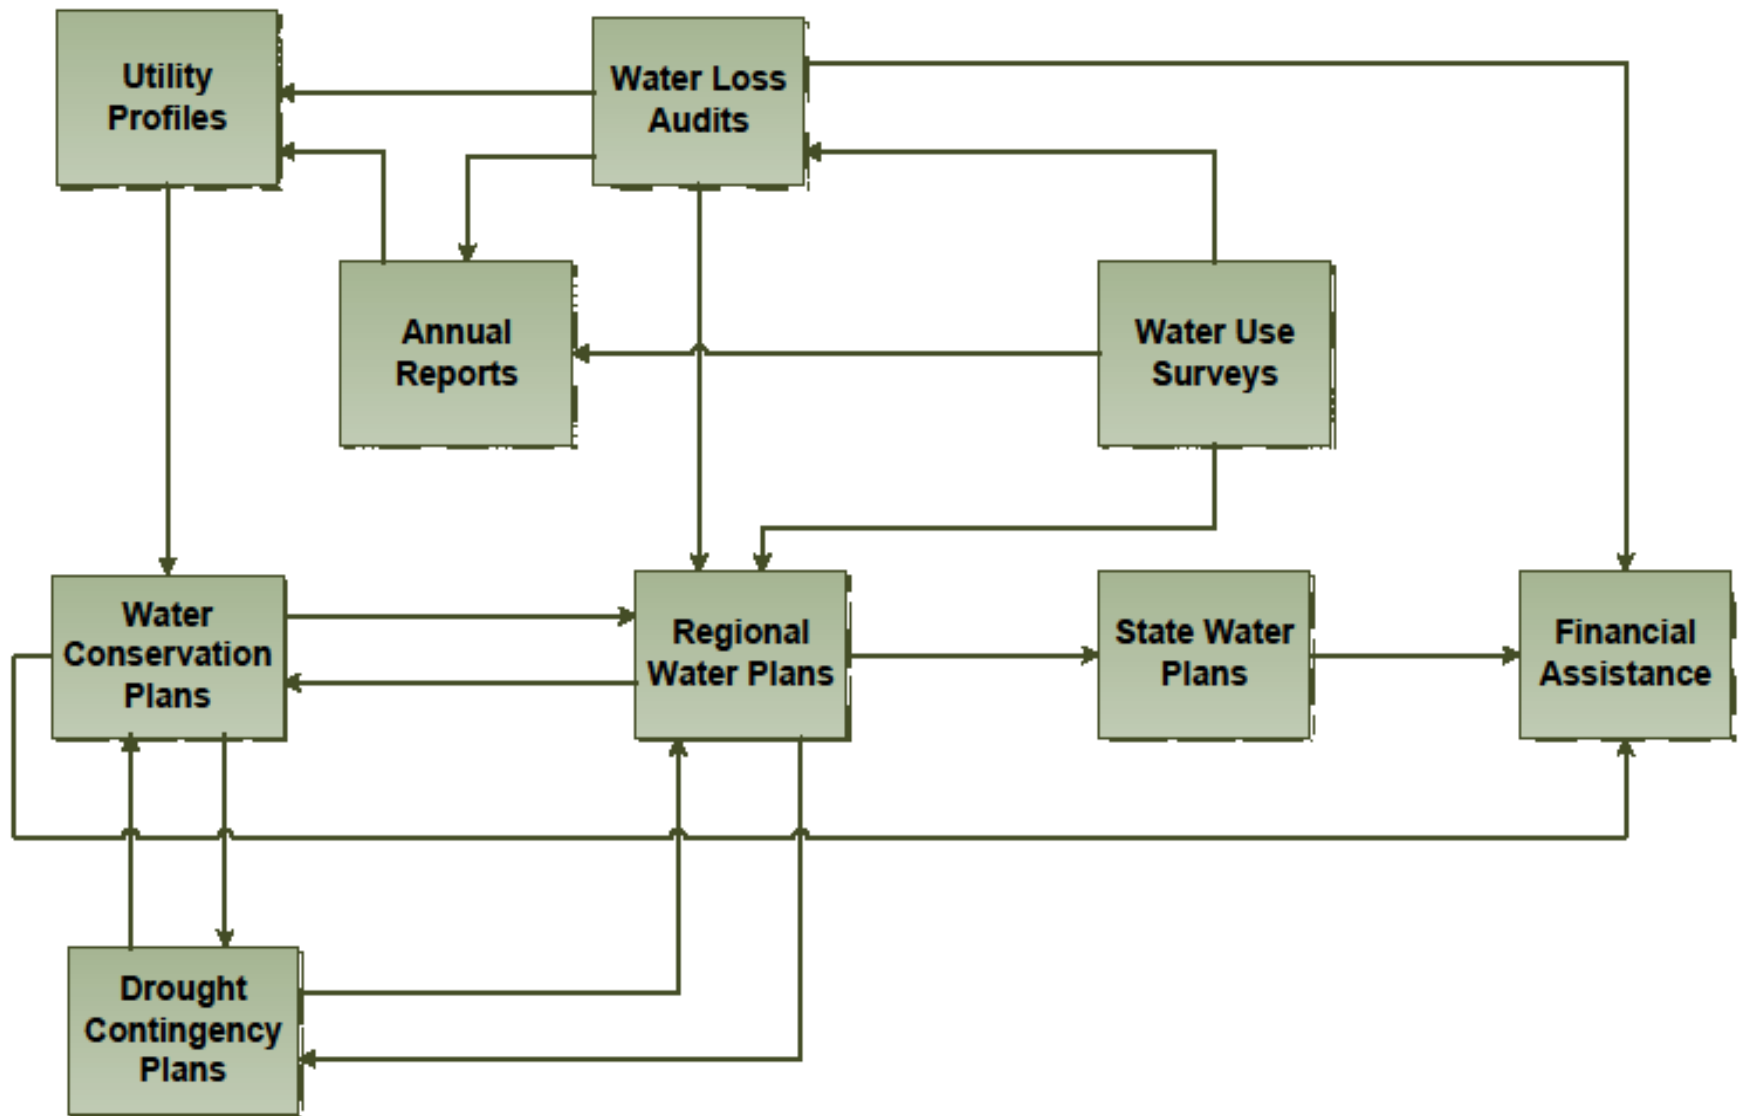 Utility
Profiles
Water Loss
Audits
Annual
Reports
Water Use
Surveys
Water
Conservation
Plans
Regional
Water Plans
State Water
Plans
Financial
Assistance
Drought
Contingency
Plans